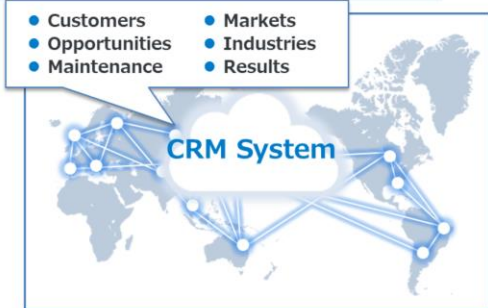 Customers
Opportunities
Maintenance
Markets
Industries
Results
CRM System